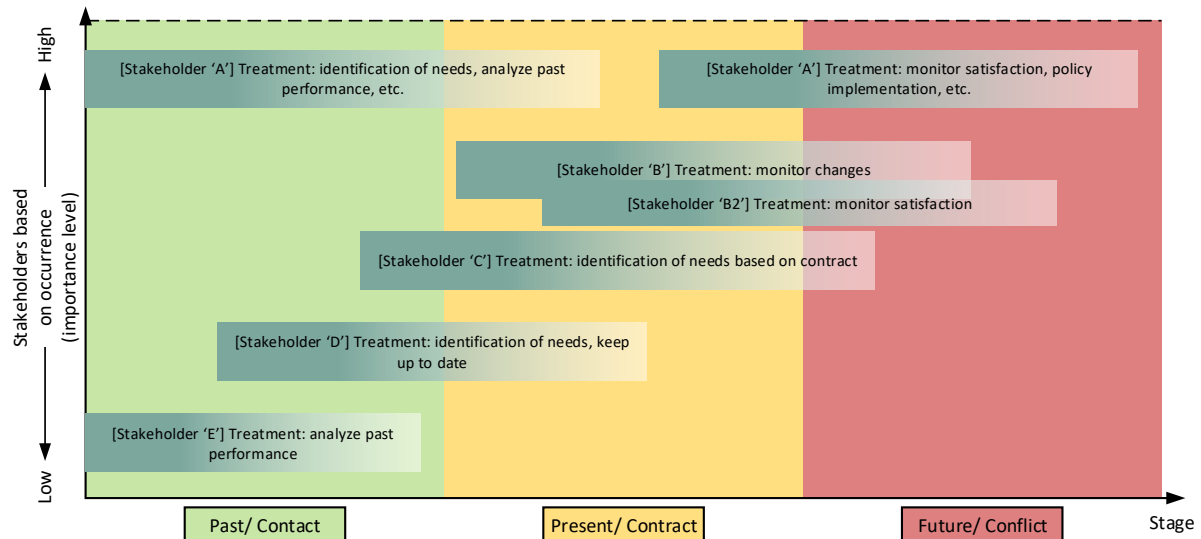 High
Stakeholders based
on occurrence
(importance level)
Low
[Stakeholder ‘A’] Treatment: identification of needs, analyze past
performance, etc.
[Stakeholder ‘A’] Treatment: monitor satisfaction, policy
implementation, etc.
[Stakeholder ‘B’] Treatment: monitor changes
[Stakeholder ‘B2’] Treatment: monitor satisfaction
[Stakeholder ‘C’] Treatment: identification of needs based on contract
[Stakeholder ‘D’] Treatment: identification of needs, keep
up to date
[Stakeholder ‘E’] Treatment: analyze past
performance
Past/ Contact
Present/ Contract
Future/ Conflict
Stage